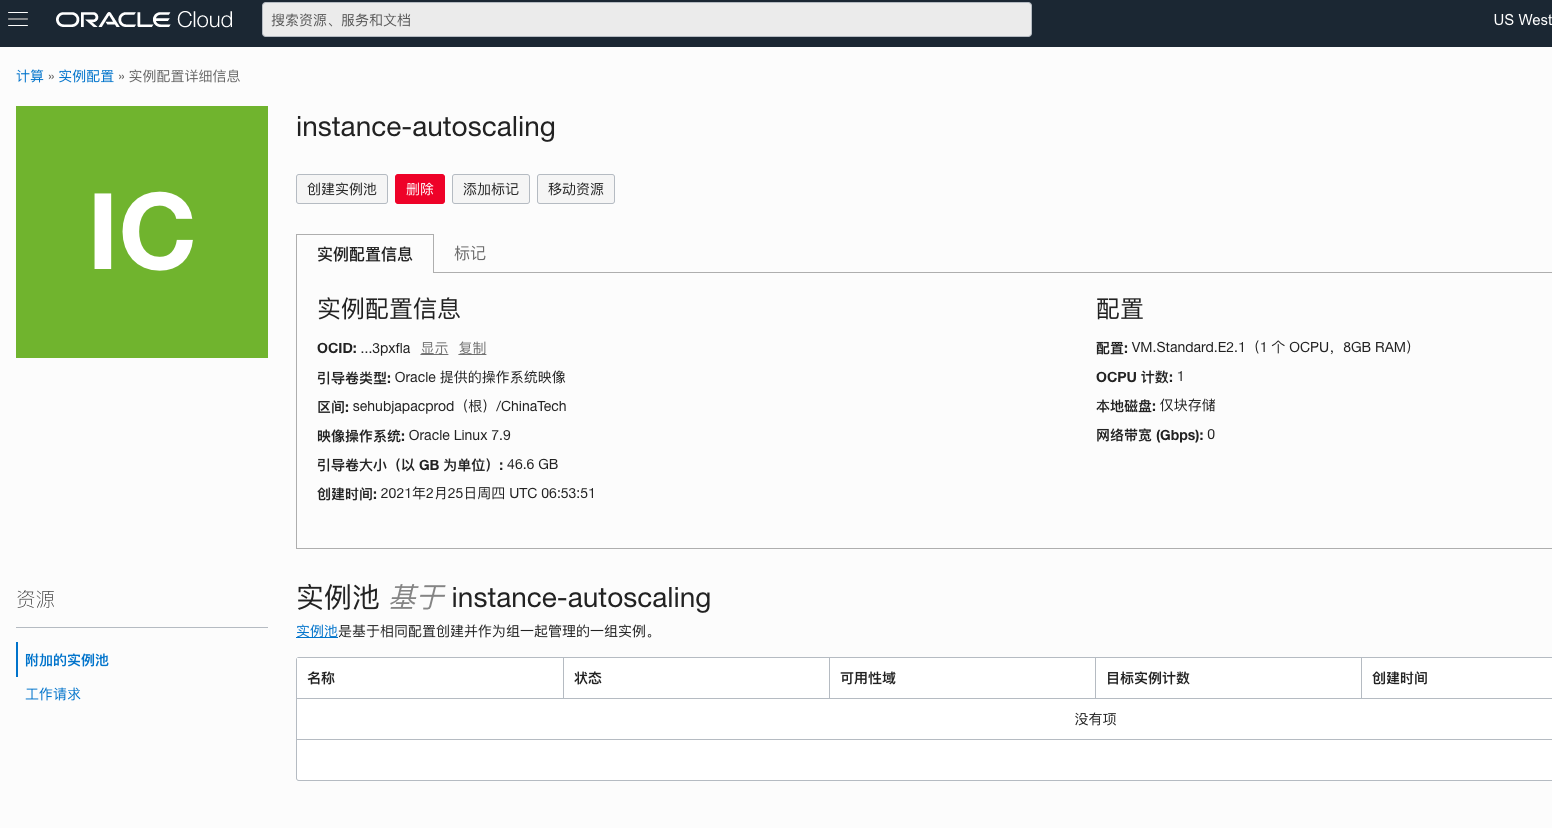 ORACLE Cloud
搜索资源、服务和文档
US West
计算 » 实例配置 » 实例配置详细信息
IC
instance-autoscaling
创建实例池 删除 添加标记 移动资源
实例配置信息 标记
实例配置信息
OCID: ...3pxfla 显示 复制
引导卷类型: Oracle 提供的操作系统映像
区间: sehubjapacprod（根）/ChinaTech
映像操作系统: Oracle Linux 7.9
引导卷大小（以 GB 为单位）: 46.6 GB
创建时间: 2021年2月25日周四 UTC 06:53:51
配置
配置: VM.Standard.E2.1（1 个 OCPU，8GB RAM）
OCPU 计数: 1
本地磁盘: 仅块存储
网络带宽 (Gbps): 0
资源
附加的实例池
工作请求
实例池 基于 instance-autoscaling
实例池是基于相同配置创建并作为组一起管理的一组实例。
名称 状态 可用性域 目标实例计数 创建时间
没有项